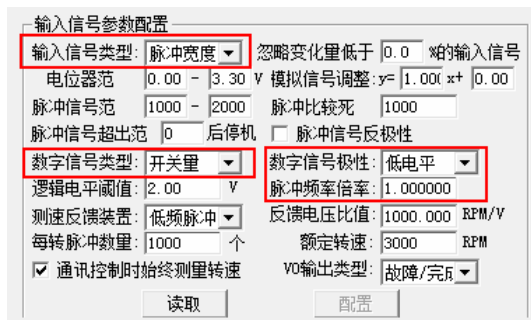 输入信号参数配置
输入信号类型: 脉冲宽度 忽略变化量低于 0.0 %的输入信号
电位器范 0.00 - 3.30 V 模拟信号调整:y= 1.00( x+ 0.00
脉冲信号范 1000 - 2000 脉冲比较死 1000
脉冲信号超出范 0 后停机 脉冲信号反极性
数字信号类型: 开关量 数字信号极性: 低电平
逻辑电平阈值: 2.00 V 脉冲频率倍率: 1.000000
测速反馈装置: 低频脉冲 反馈电压比值: 1000.000 RPM/V
每转脉冲数量: 1000 个 额定转速: 3000 RPM
通讯控制时始终测量转速 VO输出类型: 故障/完成
读取 配置